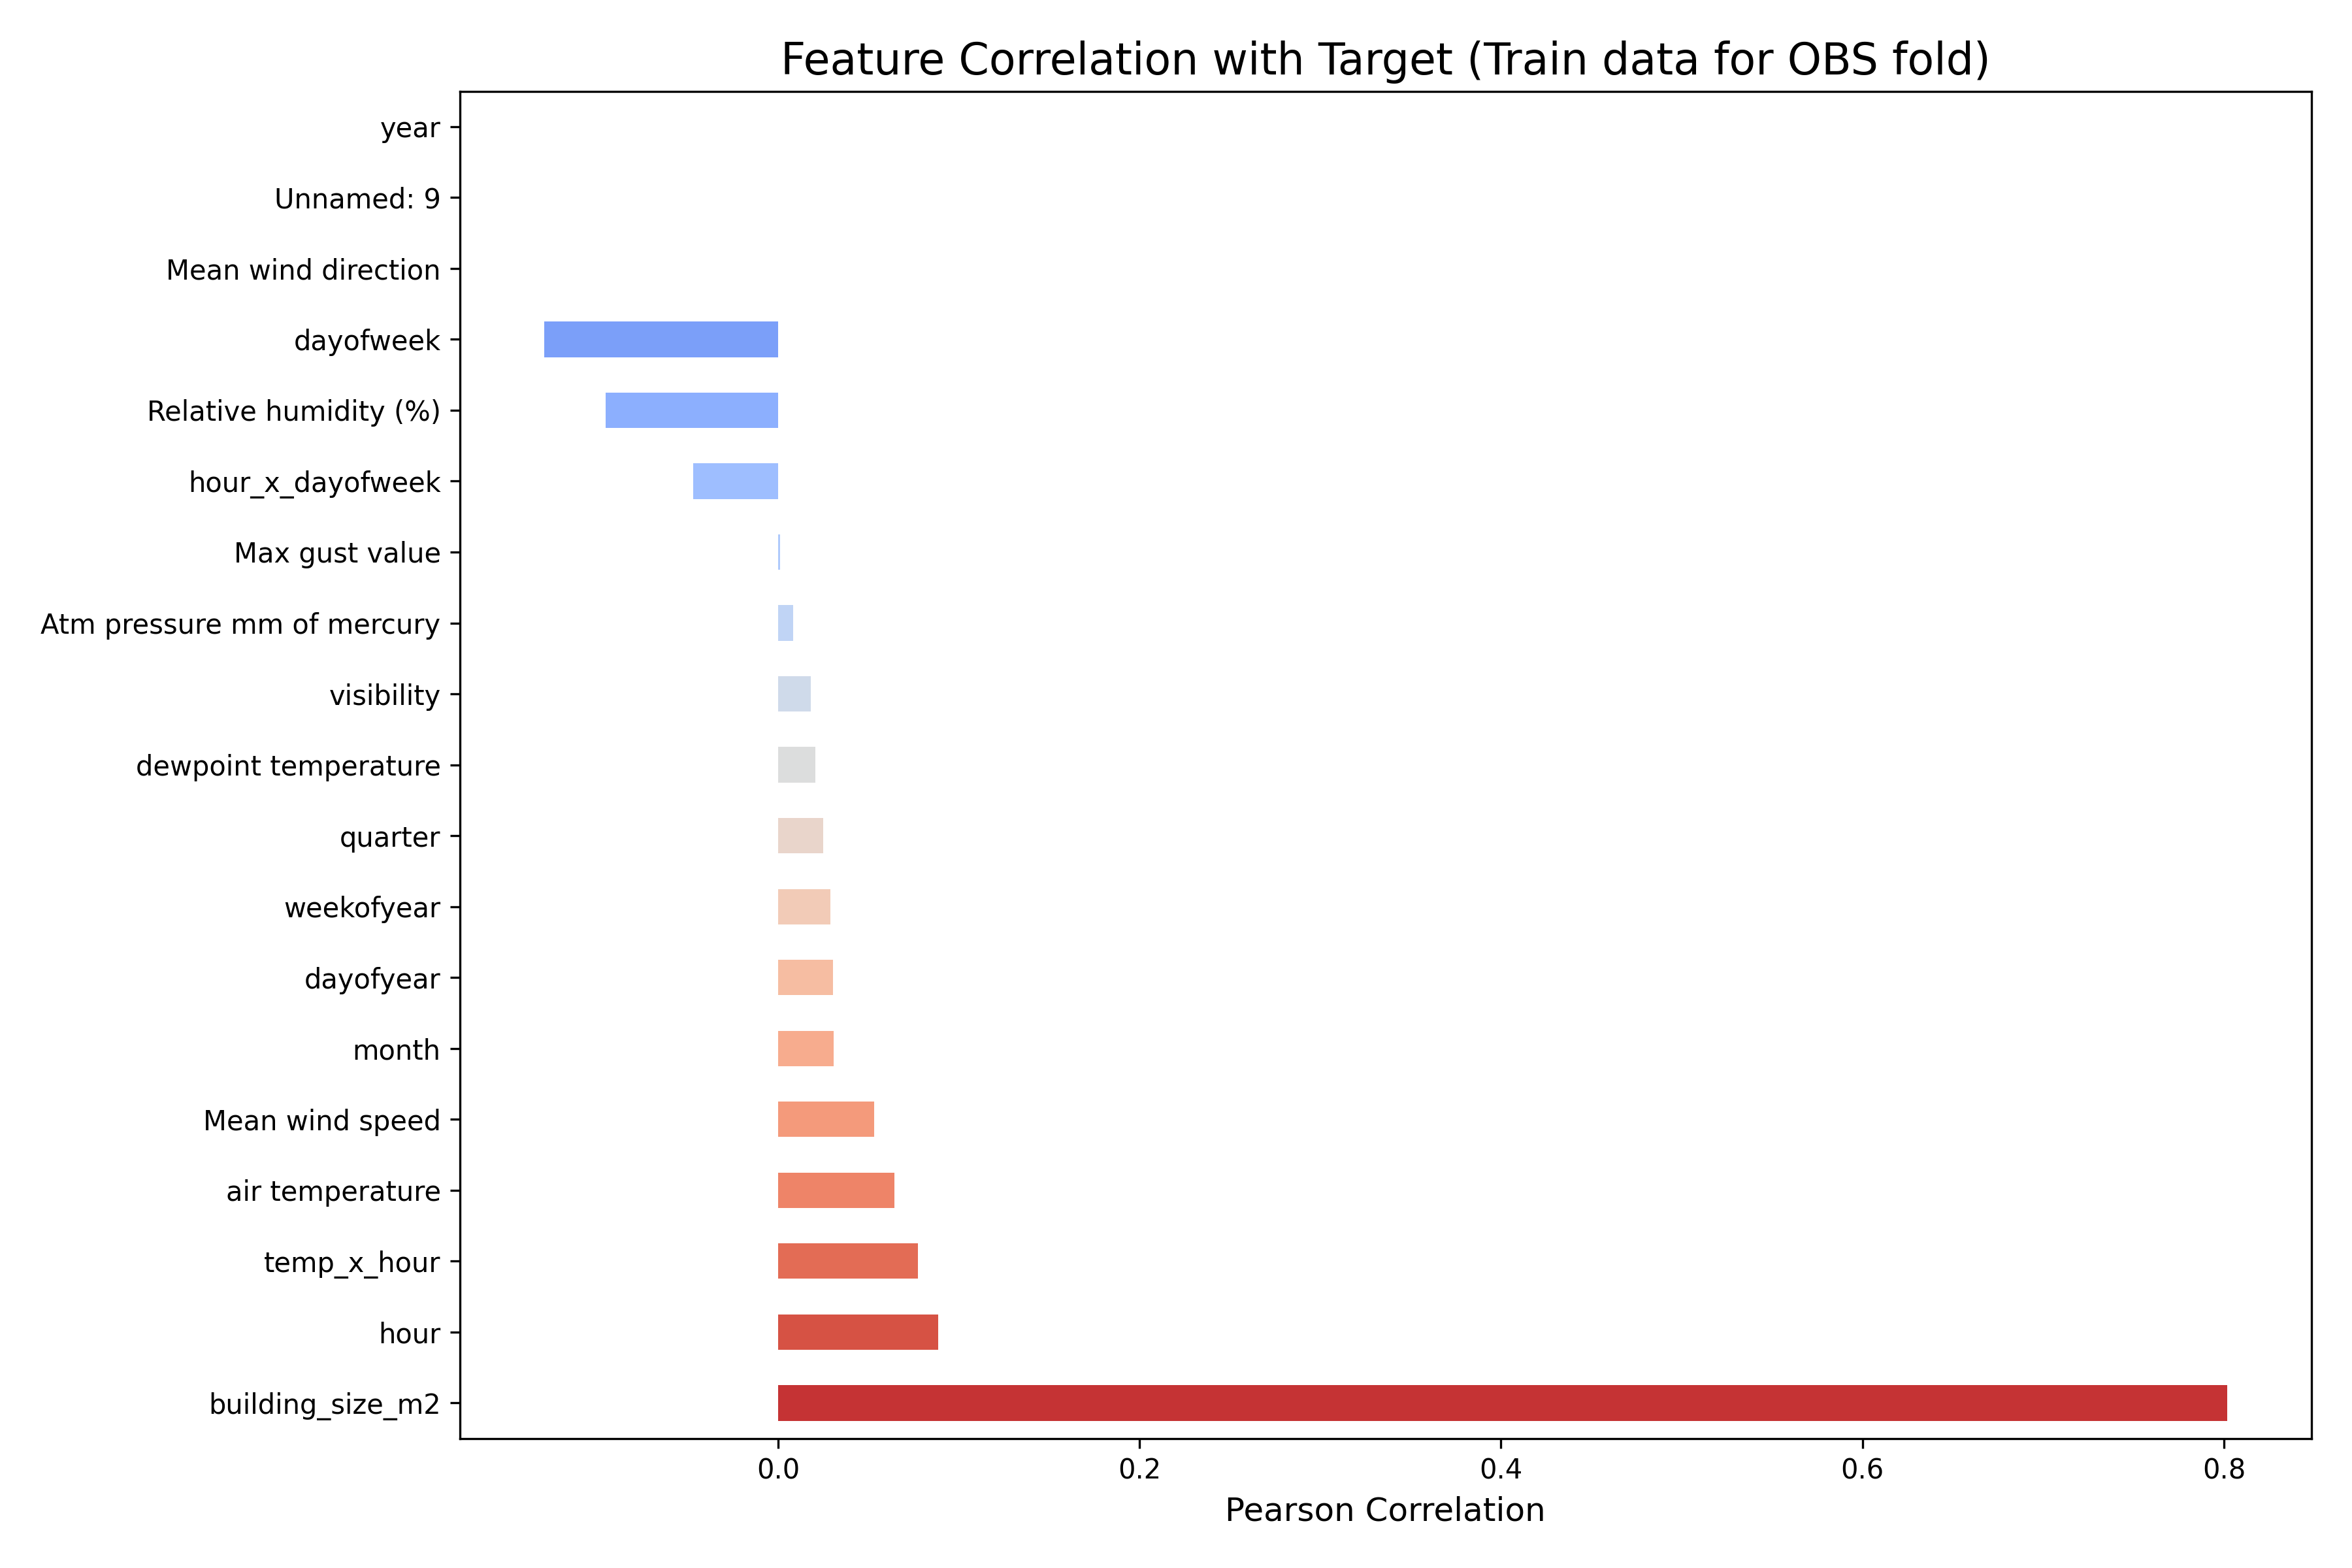 Feature Correlation with Target (Train data for OBS fold)
year
Unnamed: 9
Mean wind direction
dayofweek
Relative humidity (%)
hour_x_dayofweek
Max gust value
Atm pressure mm of mercury
visibility
dewpoint temperature
quarter
weekofyear
dayofyear
month
Mean wind speed
air temperature
temp_x_hour
hour
building_size_m2
0.0 0.2 0.4 0.6 0.8
Pearson Correlation